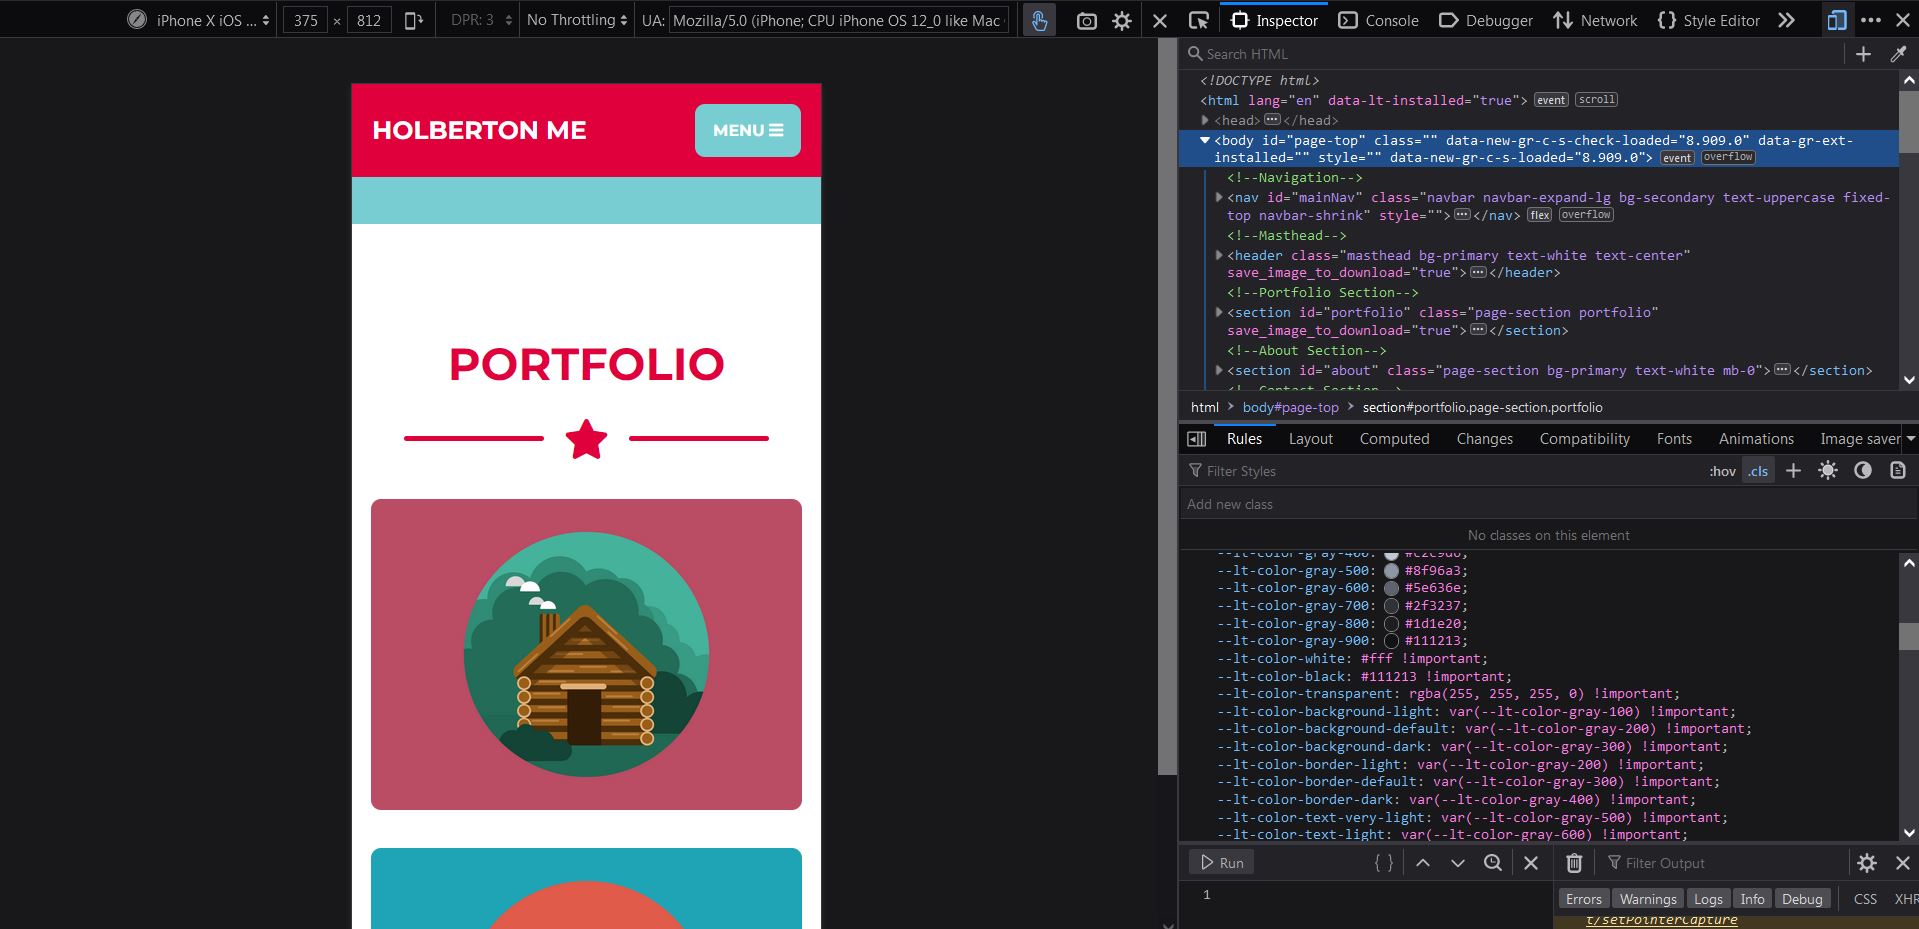 iPhone X iOS ... 375 × 812 DPR: 3 No Throttling UA: Mozilla/5.0 (iPhone; CPU iPhone OS 12_0 like Mac
Inspector Console Debugger Network Style Editor
HOLBERTON ME
MENU
PORTFOLIO
Search HTML
<!DOCTYPE html>
<html lang="en" data-lt-installed="true"> event scroll
<head> ••• </head>
<body id="page-top" class="" data-new-gr-c-s-check-loaded="8.909.0" data-gr-ext-
installed="" style="" data-new-gr-c-s-loaded="8.909.0"> event overflow
<!--Navigation-->
<nav id="mainNav" class="navbar navbar-expand-lg bg-secondary text-uppercase fixed-
top navbar-shrink" style=""> ••• </nav> flex overflow
<!--Masthead-->
<header class="masthead bg-primary text-white text-center"
save_image_to_download="true"> ••• </header>
<!--Portfolio Section-->
<section id="portfolio" class="page-section portfolio"
save_image_to_download="true"> ••• </section>
<!--About Section-->
<section id="about" class="page-section bg-primary text-white mb-0"> ••• </section>
<!--Contact Section-->
html > body#page-top > section#portfolio.page-section.portfolio
Rules Layout Computed Changes Compatibility Fonts Animations Image saver
Filter Styles :hov .cls
Add new class
No classes on this element
--lt-color-gray-400: #c2c9d6;
--lt-color-gray-500: #8f96a3;
--lt-color-gray-600: #5e636e;
--lt-color-gray-700: #2f3237;
--lt-color-gray-800: #1d1e20;
--lt-color-gray-900: #111213;
--lt-color-white: #fff !important;
--lt-color-black: #111213 !important;
--lt-color-transparent: rgba(255, 255, 255, 0) !important;
--lt-color-background-light: var(--lt-color-gray-100) !important;
--lt-color-background-default: var(--lt-color-gray-200) !important;
--lt-color-background-dark: var(--lt-color-gray-300) !important;
--lt-color-border-light: var(--lt-color-gray-200) !important;
--lt-color-border-default: var(--lt-color-gray-300) !important;
--lt-color-border-dark: var(--lt-color-gray-400) !important;
--lt-color-text-very-light: var(--lt-color-gray-500) !important;
--lt-color-text-light: var(--lt-color-gray-600) !important;
Run { } Filter Output
1
Errors Warnings Logs Info Debug CSS XHR
t/setPointerCapture